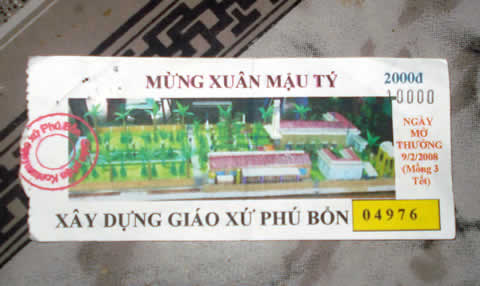 MỪNG XUÂN MẬU TÝ
2000đ
10000
NGÀY
MỞ
THƯỞNG
9/2/2008
(Mồng 3
Tết)
XÂY DỰNG GIÁO XỨ PHÚ BỔN
04976